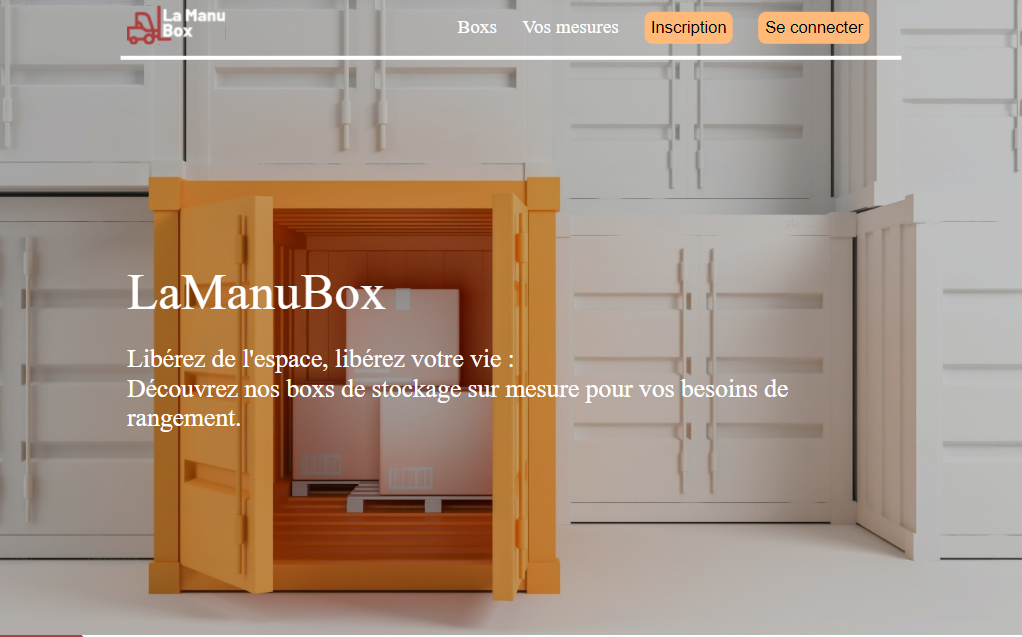 La Manu
Box
Boxs
Vos mesures
Inscription
Se connecter
LaManuBox
Libérez de l'espace, libérez votre vie :
Découvrez nos boxs de stockage sur mesure pour vos besoins de
rangement.